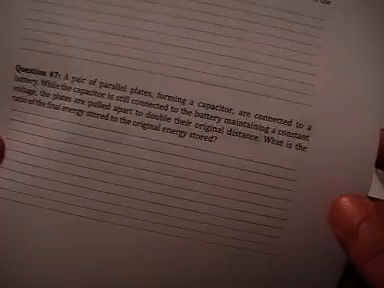 the
Question #7: A pair of parallel plates, forming a capacitor, are connected to a
battery. While the capacitor is still connected to the battery maintaining a constant
voltage, the plates are pulled apart to double their original distance. What is the
ratio of the final energy stored to the original energy stored?